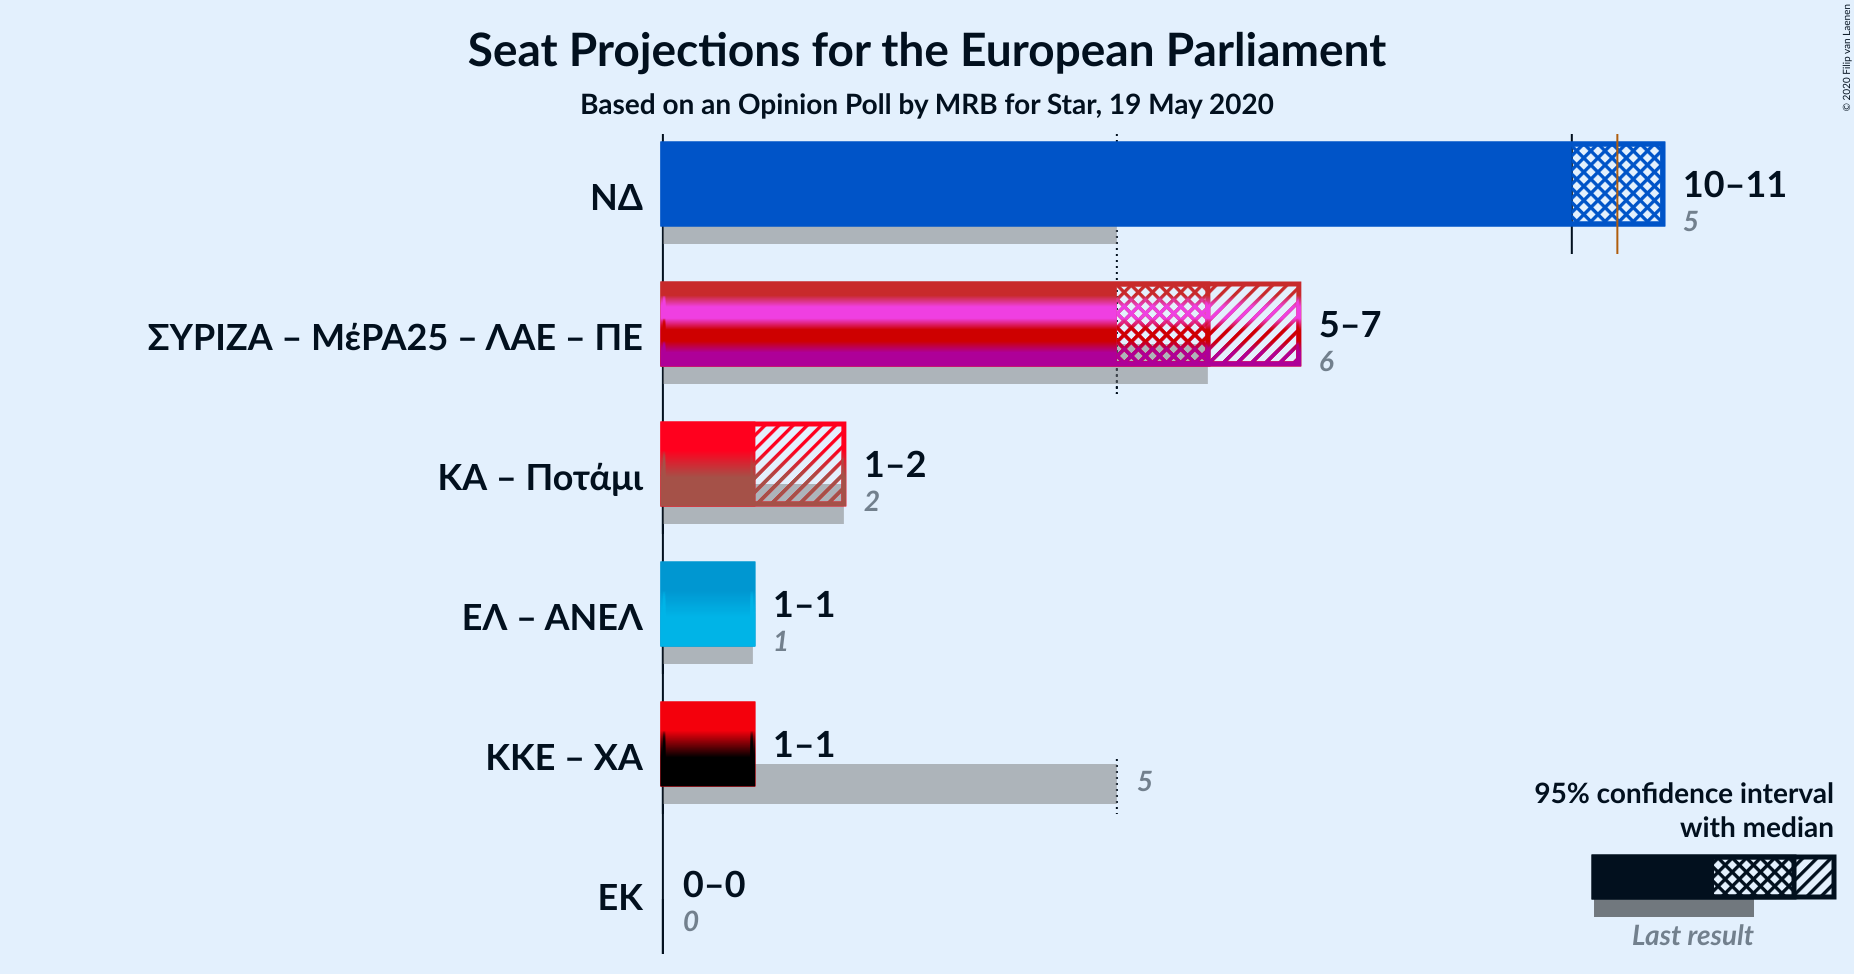 Seat Projections for the European Parliament
Based on an Opinion Poll by MRB for Star, 19 May 2020
© 2020 Filip van Laenen
ΝΔ
10–11
5
ΣΥΡΙΖΑ – ΜέΡΑ25 – ΛΑΕ – ΠΕ
5–7
6
ΚΑ – Ποτάμι
1–2
2
ΕΛ – ΑΝΕΛ
1–1
1
ΚΚΕ – ΧΑ
1–1
5
ΕΚ
0–0
0
95% confidence interval
with median
Last result